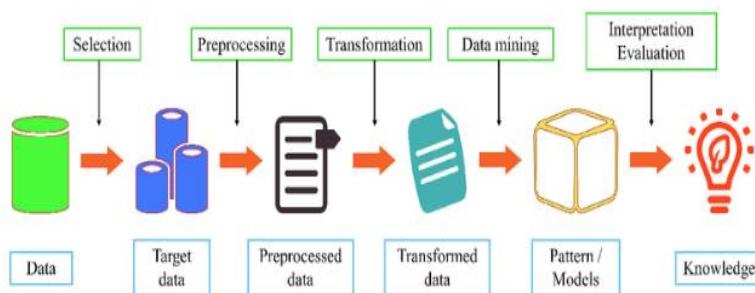 Selection
Preprocessing
Transformation
Data mining
Interpretation
Evaluation
Data
Target
data
Preprocessed
data
Transformed
data
Pattern /
Models
Knowledge